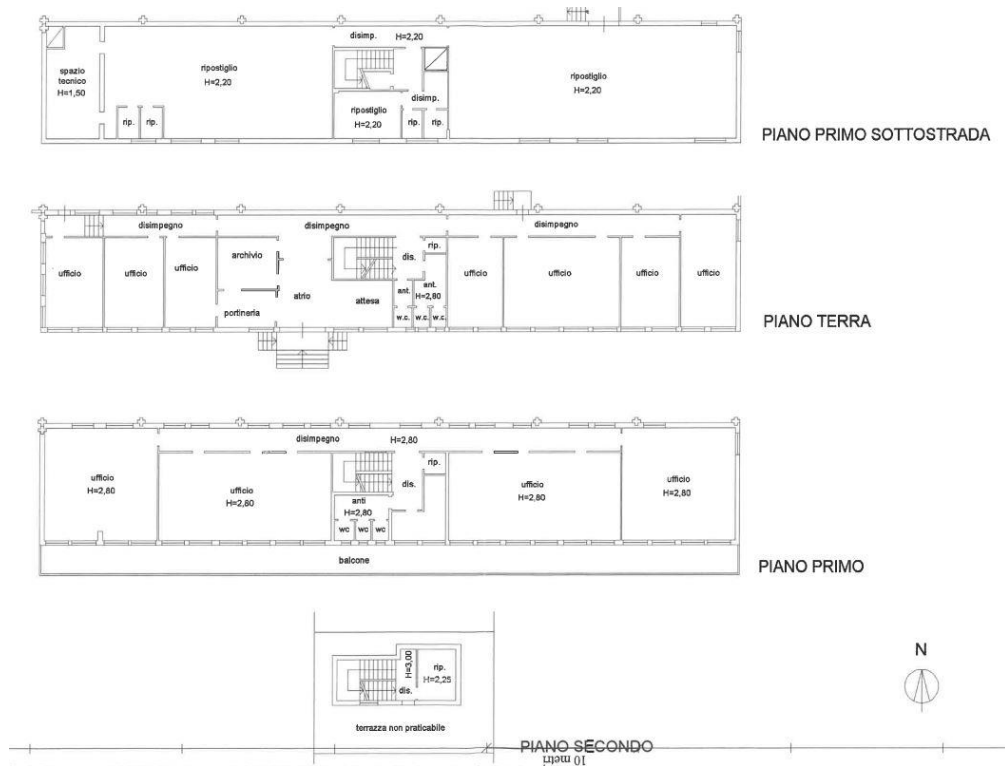 disimp. H=2,20
spazio
tecnico
H=1,50
ripostiglio
H=2,20
ripostiglio
H=2,20
disimp.
ripostiglio
H=2,20
rip.
rip.
rip.
rip.
PIANO PRIMO SOTTOSTRADA
disimpegno
disimpegno
disimpegno
ufficio
ufficio
ufficio
archivio
portineria
atrio
attesa
dis.
rip.
ant.
ant.
H=2,80
w.c.
w.c.
w.c.
ufficio
ufficio
ufficio
ufficio
PIANO TERRA
disimpegno H=2,80
ufficio
H=2,80
ufficio
H=2,80
rip.
dis.
anti
H=2,80
wc
wc
wc
ufficio
H=2,80
ufficio
H=2,80
balcone
PIANO PRIMO
H=3,00
rip.
H=2,25
dis.
terrazza non praticabile
N
PIANO SECONDO
10 metri